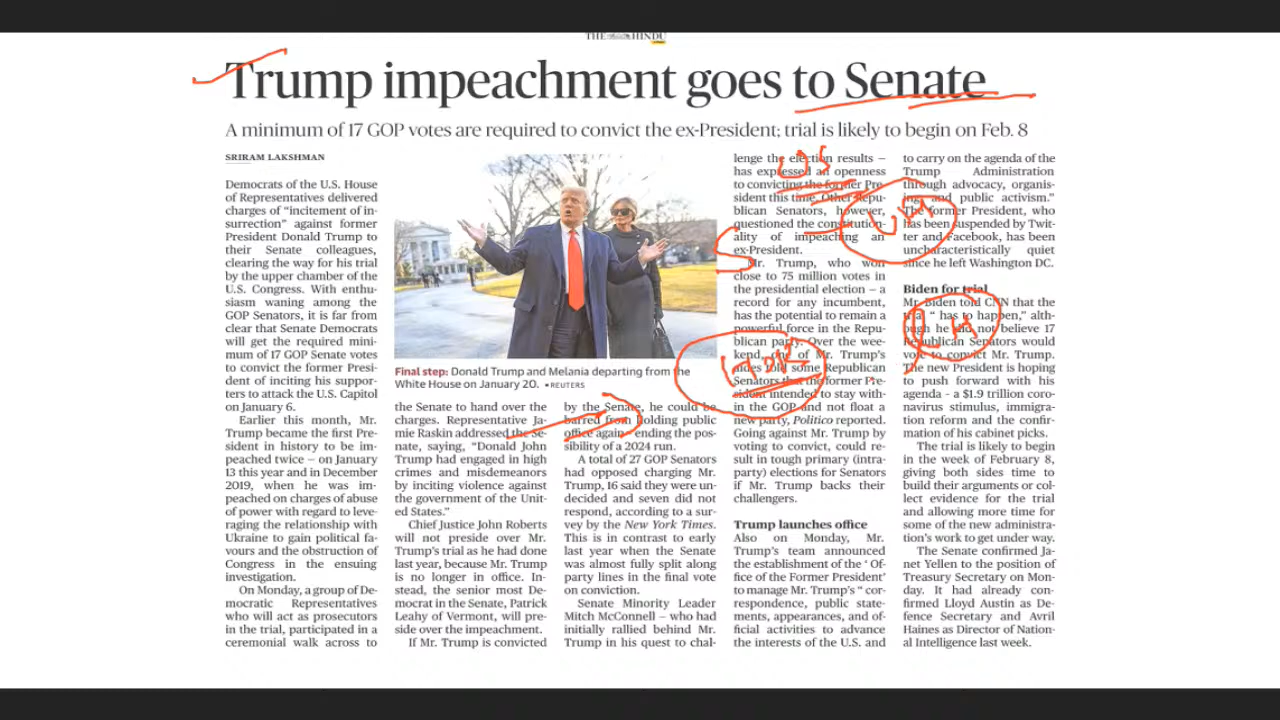 THE HINDU
Trump impeachment goes to Senate
A minimum of 17 GOP votes are required to convict the ex-President; trial is likely to begin on Feb. 8
SRIRAM LAKSHMAN
Democrats of the U.S. House
of Representatives delivered
charges of “incitement of in-
surrection” against former
President Donald Trump to
their Senate colleagues,
clearing the way for his trial
by the upper chamber of the
U.S. Congress. With enthu-
siasm waning among the
GOP Senators, it is far from
clear that Senate Democrats
will get the required mini-
mum of 17 GOP Senate votes
to convict the former Presi-
dent of inciting his suppor-
ters to attack the U.S. Capitol
on January 6.
Earlier this month, Mr.
Trump became the first Pre-
sident in history to be im-
peached twice – on January
13 this year and in December
2019, when he was im-
peached on charges of abuse
of power with regard to leve-
raging the relationship with
Ukraine to gain political fa-
vours and the obstruction of
Congress in the ensuing
investigation.
On Monday, a group of De-
mocratic Representatives
who will act as prosecutors
in the trial, participated in a
ceremonial walk across to
Final step: Donald Trump and Melania departing from the
White House on January 20. • REUTERS
the Senate to hand over the
charges. Representative Ja-
mie Raskin addressed the Se-
nate, saying, “Donald John
Trump had engaged in high
crimes and misdemeanors
by inciting violence against
the government of the Unit-
ed States.”
Chief Justice John Roberts
will not preside over Mr.
Trump’s trial as he had done
last year, because Mr. Trump
is no longer in office. In-
stead, the senior most De-
mocrat in the Senate, Patrick
Leahy of Vermont, will pre-
side over the impeachment.
If Mr. Trump is convicted
by the Senate, he could be
barred from holding public
office again – ending the pos-
sibility of a 2024 run.
A total of 27 GOP Senators
had opposed charging Mr.
Trump, 16 said they were un-
decided and seven did not
respond, according to a sur-
vey by the New York Times.
This is in contrast to early
last year when the Senate
was almost fully split along
party lines in the final vote
on conviction.
Senate Minority Leader
Mitch McConnell – who had
initially rallied behind Mr.
Trump in his quest to chal-
lenge the election results –
has expressed an openness
to convicting the former Pre-
sident this time. Other Repu-
blican Senators, however,
questioned the constitution-
ality of impeaching an
ex-President.
Mr. Trump, who won
close to 75 million votes in
the presidential election – a
record for any incumbent,
has the potential to remain a
powerful force in the Repu-
blican party. Over the wee-
kend, one of Mr. Trump’s
aides told some Republican
Senators that the former Pre-
sident intended to stay with-
in the GOP and not float a
new party, Politico reported.
Going against Mr. Trump by
voting to convict, could re-
sult in tough primary (intra-
party) elections for Senators
if Mr. Trump backs their
challengers.
Trump launches office
Also on Monday, Mr.
Trump’s team announced
the establishment of the ‘ Of-
fice of the Former President’
to manage Mr. Trump’s “ cor-
respondence, public state-
ments, appearances, and of-
ficial activities to advance
the interests of the U.S. and
to carry on the agenda of the
Trump Administration
through advocacy, organis-
ing, and public activism.”
The former President, who
has been suspended by Twit-
ter and Facebook, has been
uncharacteristically quiet
since he left Washington DC.
Biden for trial
Mr. Biden told CNN that the
trial “ has to happen,” alth-
ough he did not believe 17
Republican Senators would
vote to convict Mr. Trump.
The new President is hoping
to push forward with his
agenda - a $1.9 trillion coro-
navirus stimulus, immigra-
tion reform and the confir-
mation of his cabinet picks.
The trial is likely to begin
in the week of February 8,
giving both sides time to
build their arguments or col-
lect evidence for the trial
and allowing more time for
some of the new administra-
tion’s work to get under way.
The Senate confirmed Ja-
net Yellen to the position of
Treasury Secretary on Mon-
day. It had already con-
firmed Lloyd Austin as De-
fence Secretary and Avril
Haines as Director of Nation-
al Intelligence last week.